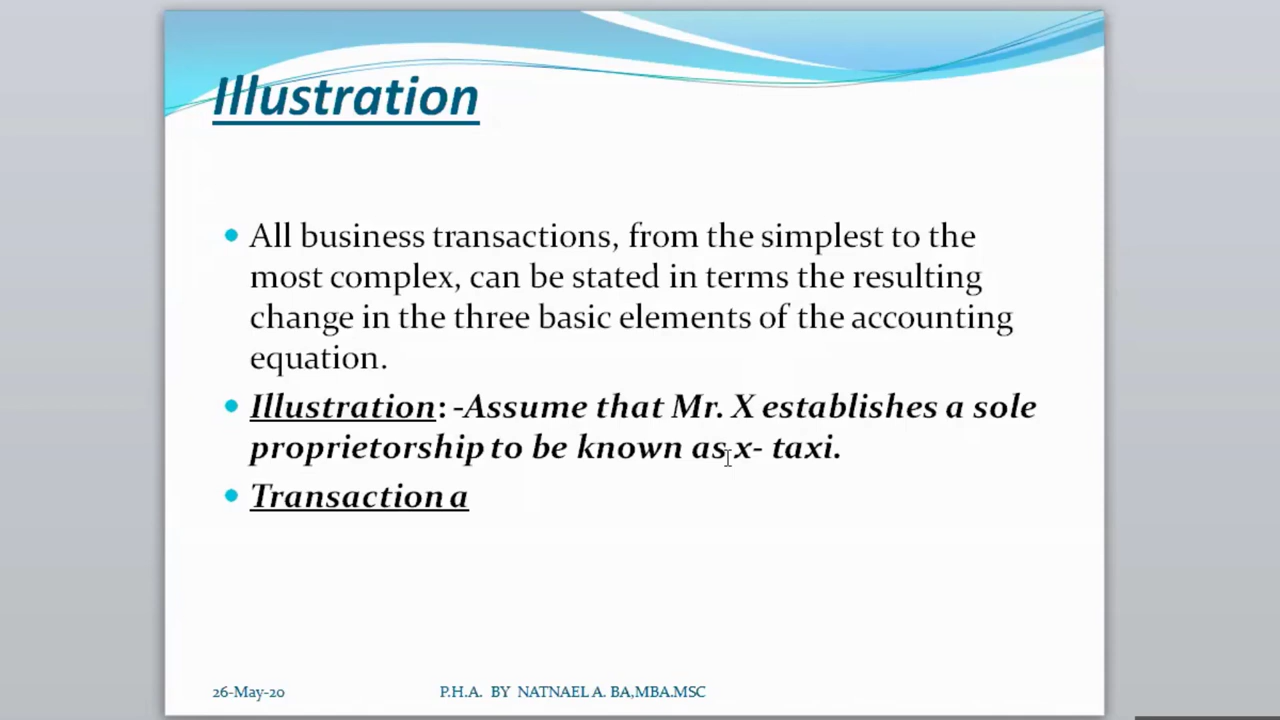 Illustration
All business transactions, from the simplest to the
most complex, can be stated in terms the resulting
change in the three basic elements of the accounting
equation.
Illustration: -Assume that Mr. X establishes a sole
proprietorship to be known as x- taxi.
Transaction a
26-May-20 P.H.A. BY NATNAEL A. BA,MBA.MSC